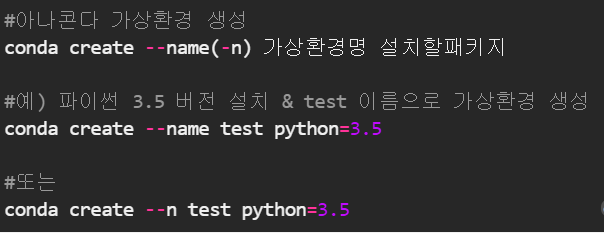 #아나콘다 가상환경 생성
conda create --name(-n) 가상환경명 설치할패키지
#예) 파이썬 3.5 버전 설치 & test 이름으로 가상환경 생성
conda create --name test python=3.5
#또는
conda create --n test python=3.5